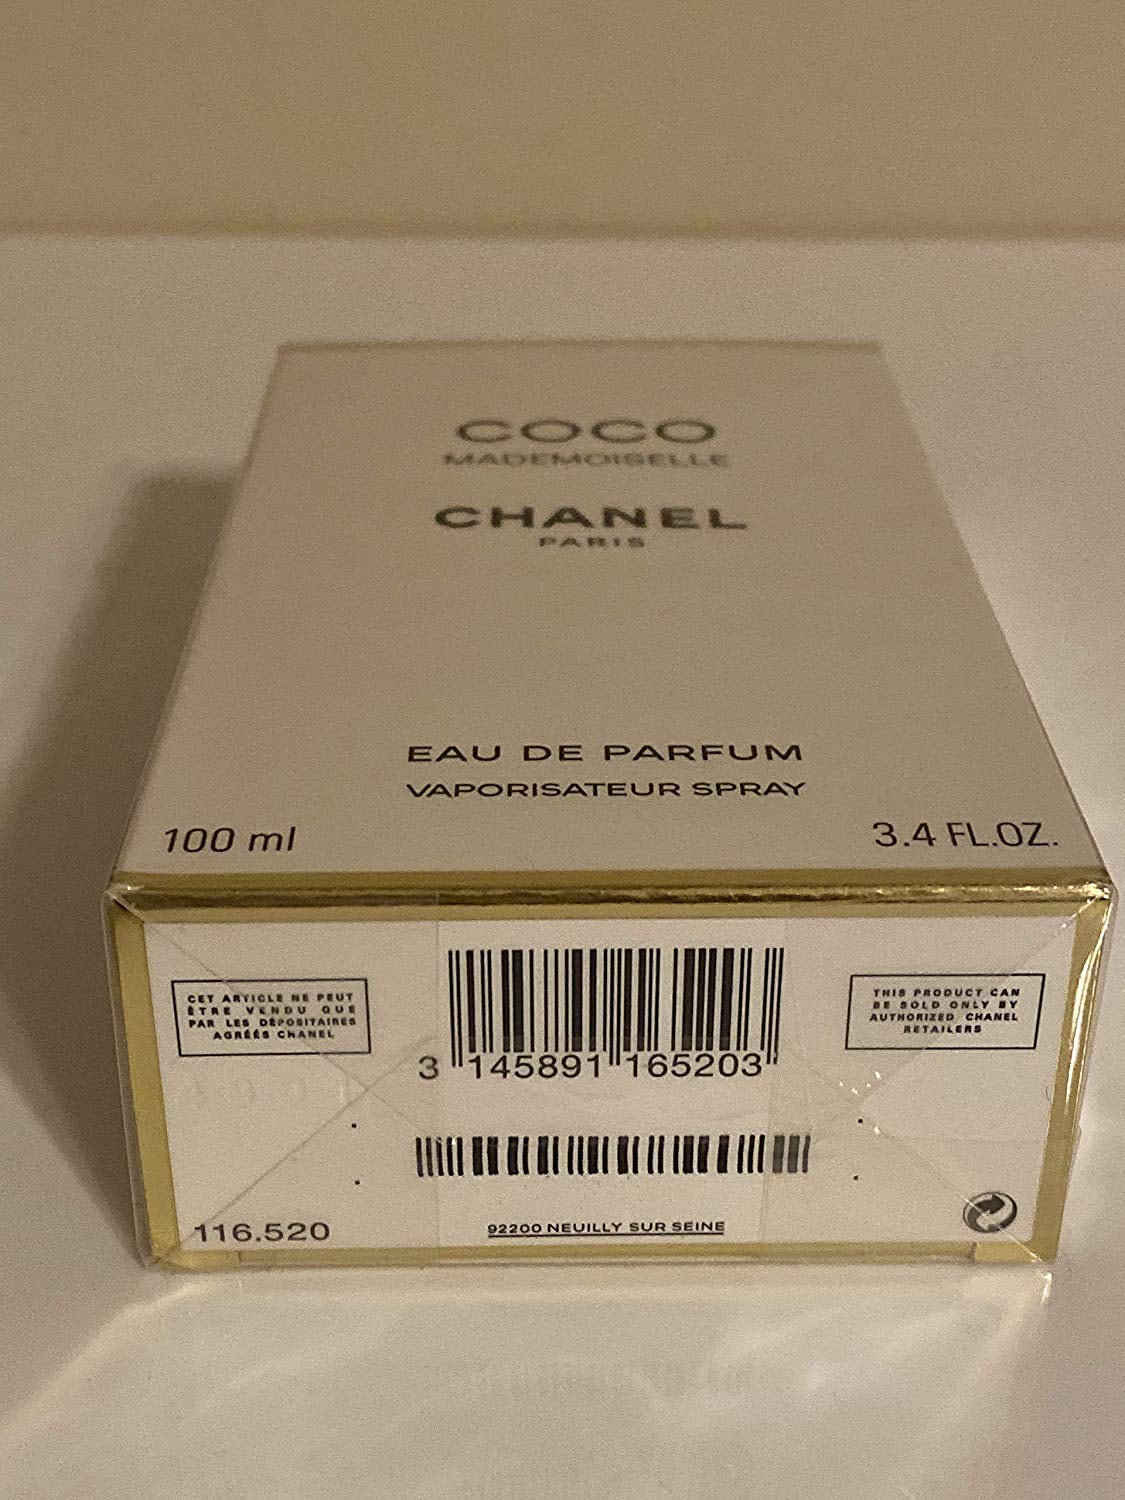 COCO
MADEMOISELLE
CHANEL
PARIS
EAU DE PARFUM
VAPORISATEUR SPRAY
100 ml
3.4 FL.OZ.
CET ARTICLE NE PEUT
ÊTRE VENDU QUE
PAR LES DÉPOSITAIRES
AGRÉÉS CHANEL
3 145891 165203
THIS PRODUCT CAN
BE SOLD ONLY BY
AUTHORIZED CHANEL
RETAILERS
116.520
92200 NEUILLY SUR SEINE